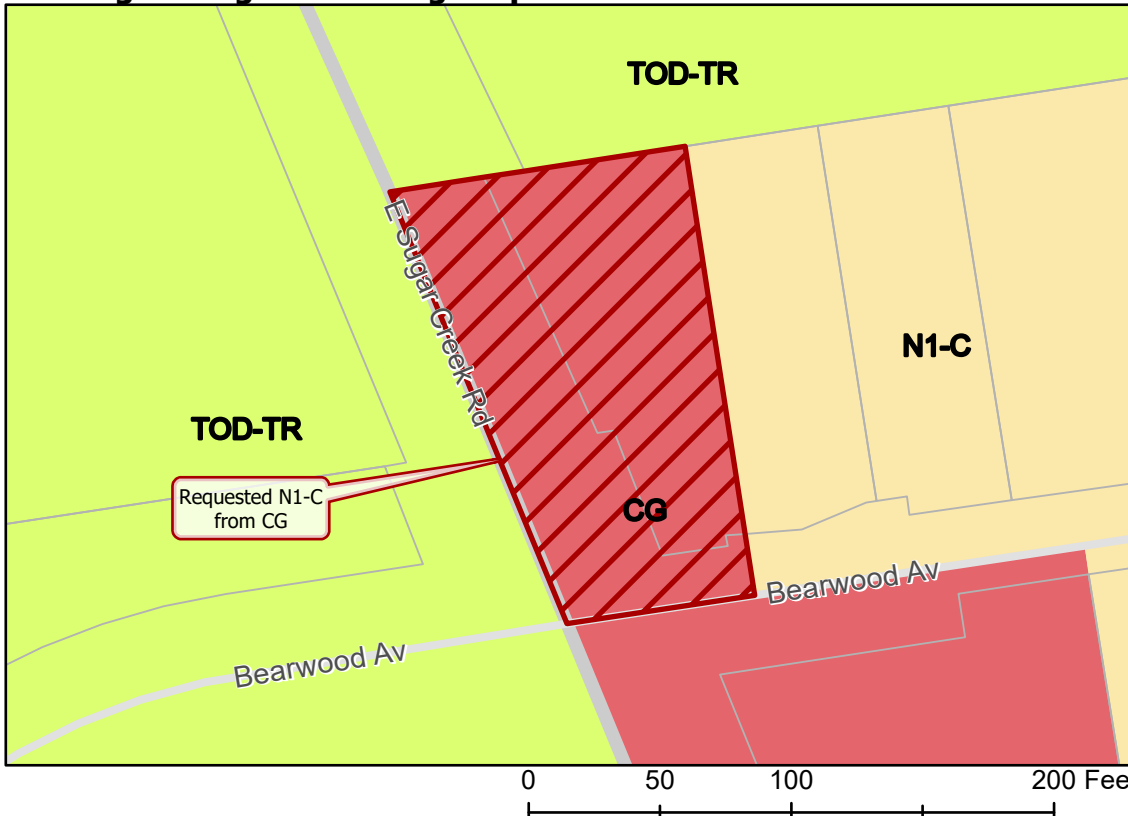 TOD-TR
E Sugar Creek Rd
N1-C
TOD-TR
Requested N1-C
from CG
CG
Bearwood Av
Bearwood Av
0 50 100 200 Fee